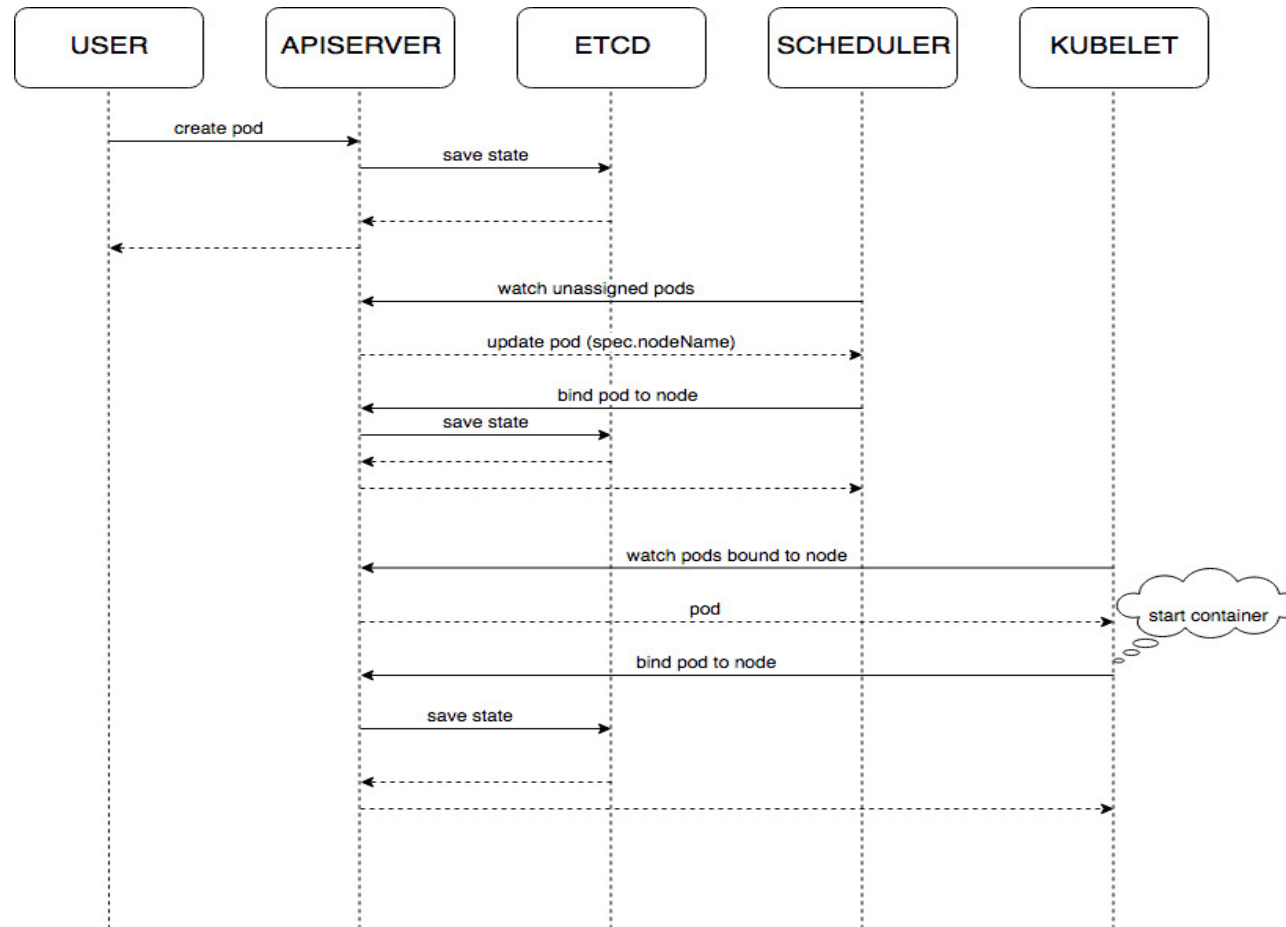 USER
APISERVER
ETCD
SCHEDULER
KUBELET
create pod
save state
watch unassigned pods
update pod (spec.nodeName)
bind pod to node
save state
watch pods bound to node
pod
start container
bind pod to node
save state